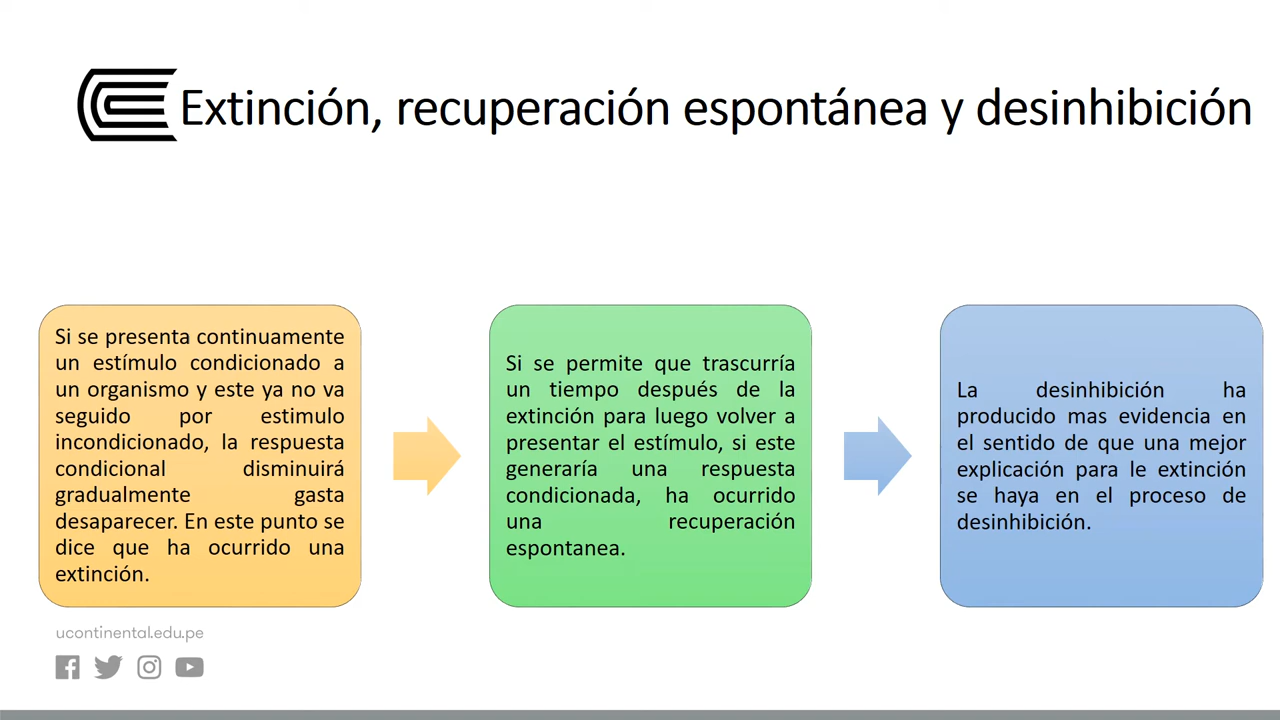 Extinción, recuperación espontánea y desinhibición
Si se presenta continuamente
un estímulo condicionado a
un organismo y este ya no va
seguido por estimulo
incondicionado, la respuesta
condicional disminuirá
gradualmente gasta
desaparecer. En este punto se
dice que ha ocurrido una
extinción.
Si se permite que trascurría
un tiempo después de la
extinción para luego volver a
presentar el estímulo, si este
generaría una respuesta
condicionada, ha ocurrido
una recuperación
espontanea.
La desinhibición ha
producido mas evidencia en
el sentido de que una mejor
explicación para le extinción
se haya en el proceso de
desinhibición.
ucontinental.edu.pe